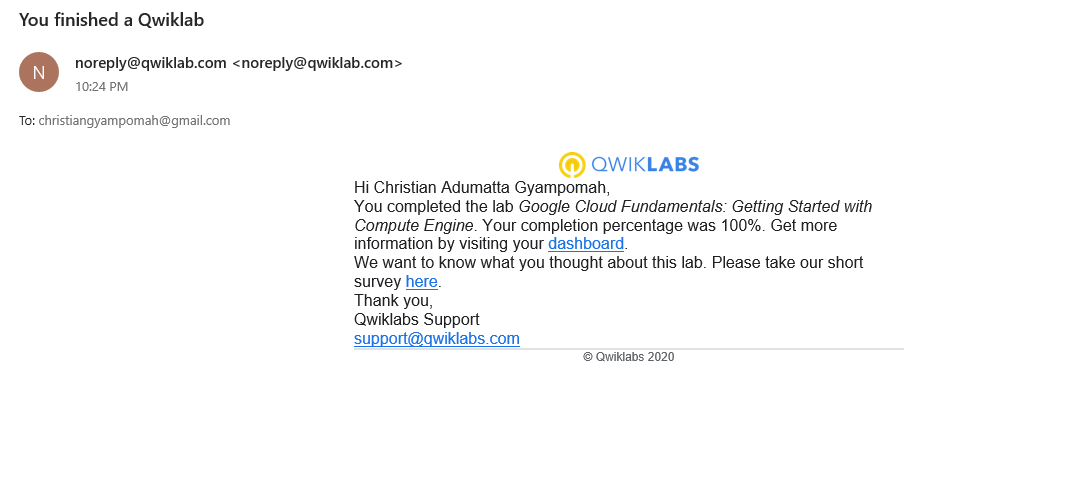 You finished a Qwiklab
N
noreply@qwiklab.com <noreply@qwiklab.com>
10:24 PM
To: christiangyampomah@gmail.com
QWIKLABS
Hi Christian Adumatta Gyampomah,
You completed the lab Google Cloud Fundamentals: Getting Started with
Compute Engine. Your completion percentage was 100%. Get more
information by visiting your dashboard.
We want to know what you thought about this lab. Please take our short
survey here.
Thank you,
Qwiklabs Support
support@qwiklabs.com
© Qwiklabs 2020